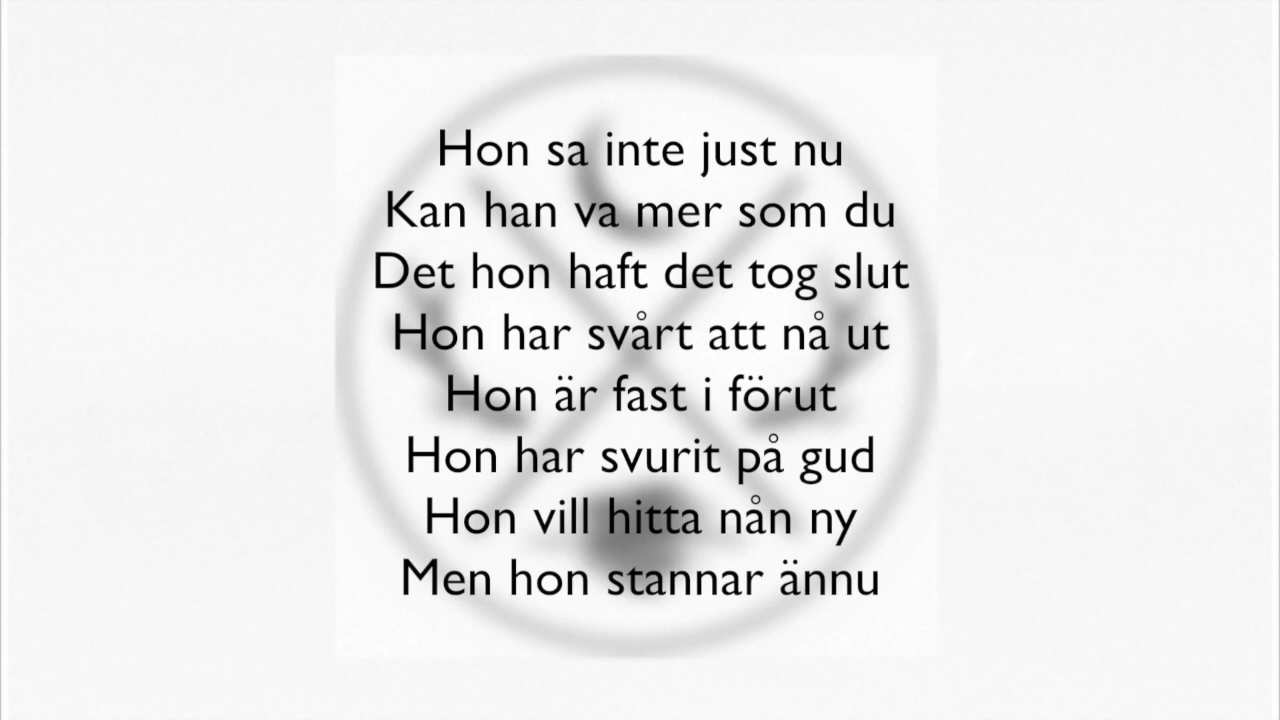 Hon sa inte just nu
Kan han va mer som du
Det hon haft det tog slut
Hon har svårt att nå ut
Hon är fast i förut
Hon har svurit på gud
Hon vill hitta nån ny
Men hon stannar ännu